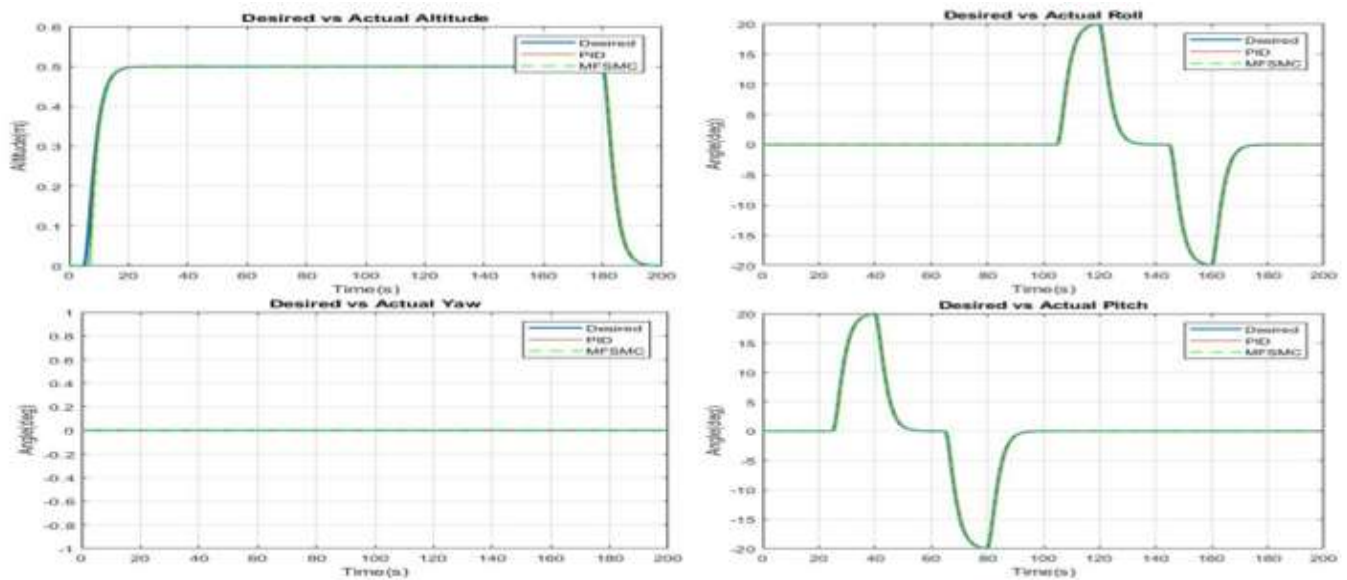 Desired vs Actual Altitude
0.6
0.5
0.4
0.3
0.2
0.1
0
Altitude(m)
Desired
PID
MFSMC
0 20 40 60 80 100 120 140 160 180 200
Time(s)
Desired vs Actual Roll
20
15
10
5
0
-5
-10
-15
-20
Angle(deg)
Desired
PID
MFSMC
0 20 40 60 80 100 120 140 160 180 200
Time(s)
Desired vs Actual Yaw
1
0.8
0.6
0.4
0.2
0
-0.2
-0.4
-0.6
-0.8
-1
Angle(deg)
Desired
PID
MFSMC
0 20 40 60 80 100 120 140 160 180 200
Time(s)
Desired vs Actual Pitch
20
15
10
5
0
-5
-10
-15
-20
Angle(deg)
Desired
PID
MFSMC
0 20 40 60 80 100 120 140 160 180 200
Time(s)